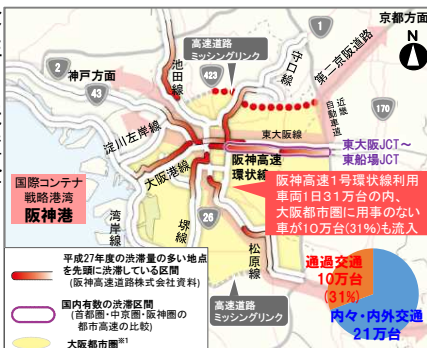 京都方面
N
1
高速道路
ミッシングリンク
第二京阪道路
守口線
池田線
423
2
神戸方面
43
170
近畿自動車道
淀川左岸線
東大阪線
東大阪JCT～
東船場JCT
阪神高速
環状線
大阪港線
国際コンテナ
戦略港湾
阪神港
阪神高速1号環状線利用
車両1日31万台の内、
大阪都市圏に用事のない
車が10万台(31%)も流入
湾岸線
堺線
26
松原線
平成27年度の渋滞量の多い地点
を先頭に渋滞している区間
(阪神高速道路株式会社資料)
国内有数の渋滞区間
(首都圏・中京圏・阪神圏の
都市高速の比較)
大阪都市圏※1
高速道路
ミッシングリンク
通過交通
10万台
(31%)
内々・内外交通
21万台